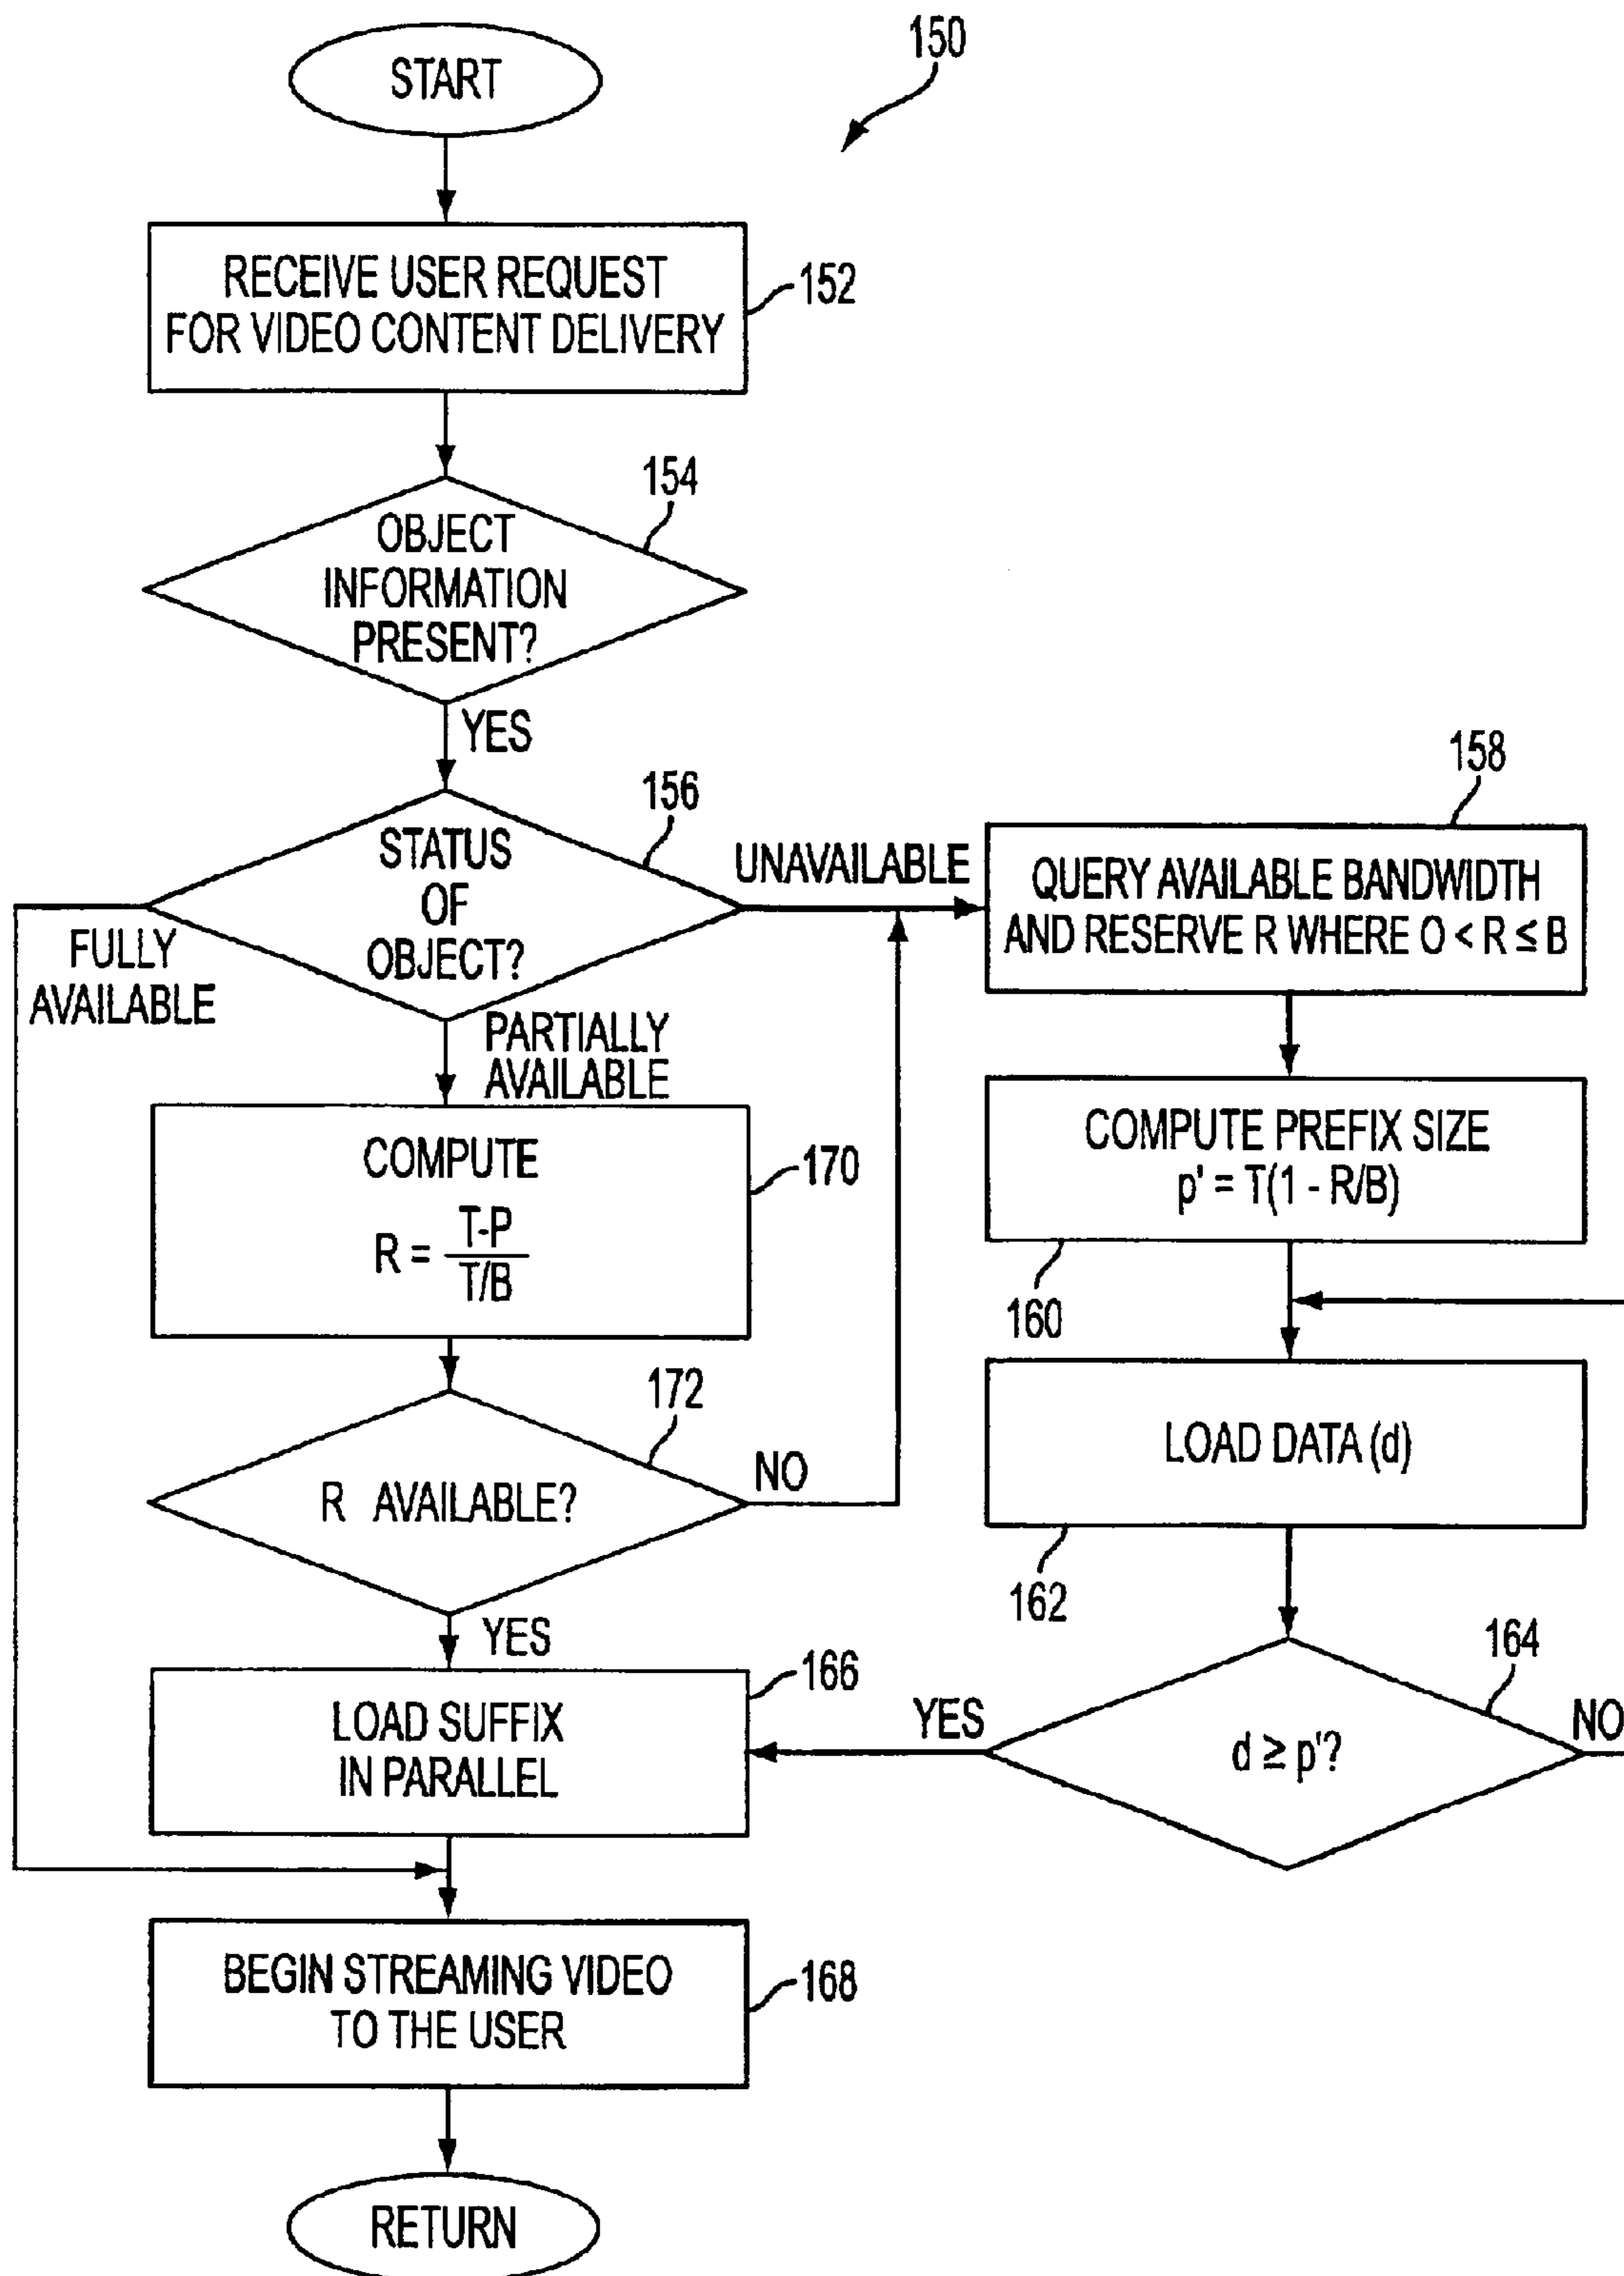 START
150
RECEIVE USER REQUEST
FOR VIDEO CONTENT DELIVERY
152
154
OBJECT
INFORMATION
PRESENT?
YES
156
STATUS
OF
OBJECT?
UNAVAILABLE
FULLY
AVAILABLE
PARTIALLY
AVAILABLE
158
QUERY AVAILABLE BANDWIDTH
AND RESERVE R WHERE O < R ≤ B
COMPUTE PREFIX SIZE
p' = T(1 - R/B)
160
COMPUTE
R = T-P
T/B
170
172
R AVAILABLE?
NO
YES
LOAD DATA (d)
162
164
d ≥ p'?
NO
YES
166
LOAD SUFFIX
IN PARALLEL
BEGIN STREAMING VIDEO
TO THE USER
168
RETURN